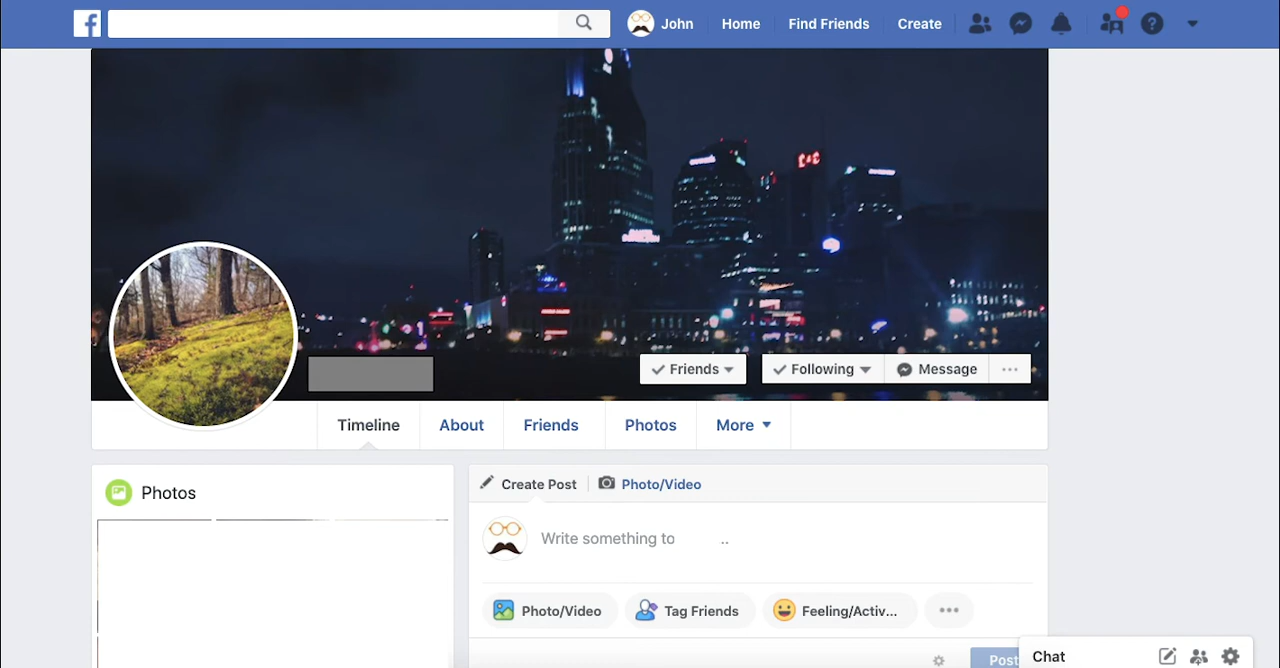 f
John Home Find Friends Create
Friends Following Message ...
Timeline About Friends Photos More
Photos
Create Post Photo/Video
Write something to ..
Photo/Video Tag Friends Feeling/Activ... ...
Post
Chat